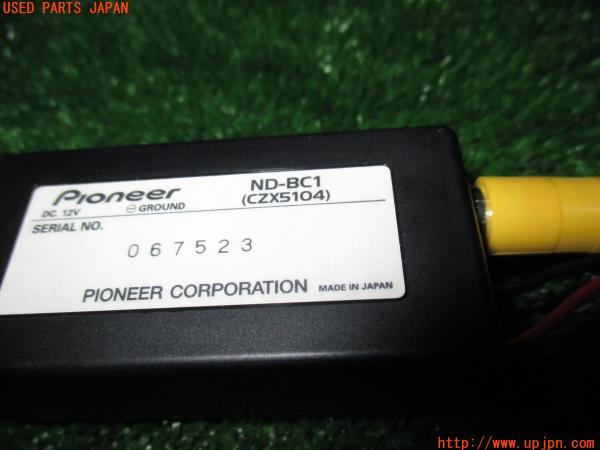 USED PARTS JAPAN
Pioneer
ND-BC1
(CZX5104)
DC. 12V ⊖ GROUND
SERIAL NO.
067523
PIONEER CORPORATION MADE IN JAPAN
http://www.upjpn.com